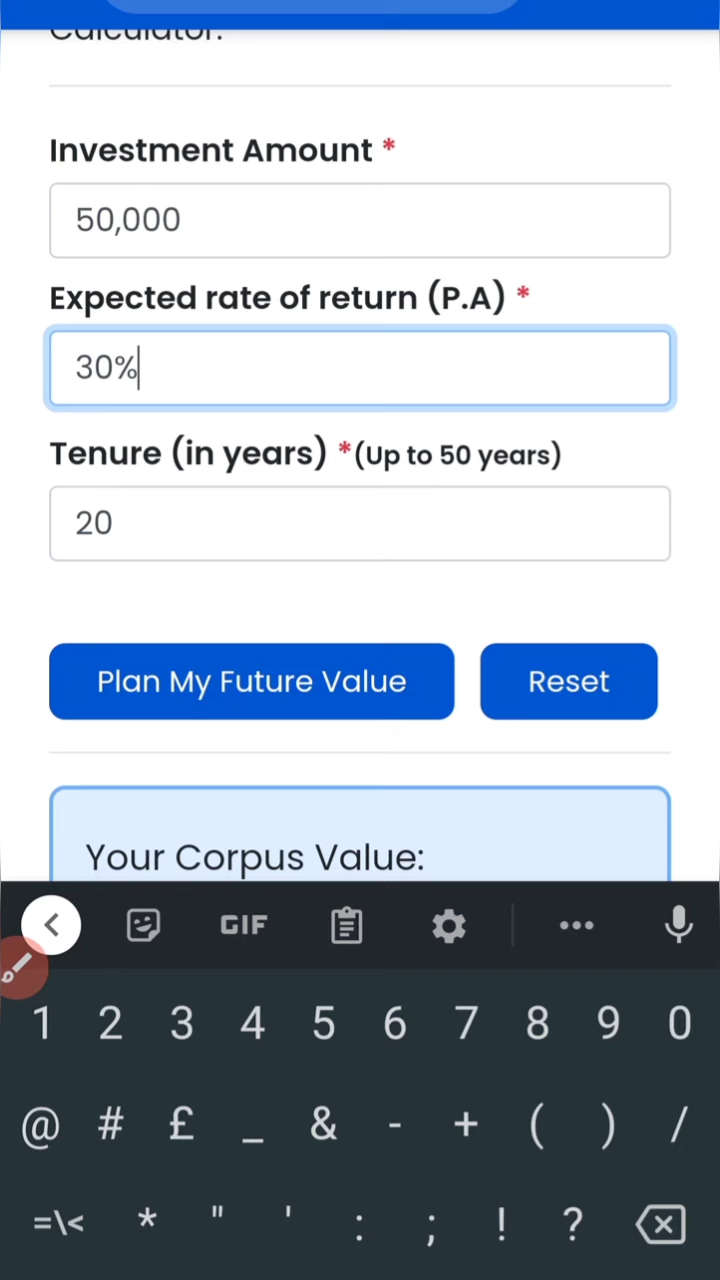 Calculator:
Investment Amount *
50,000
Expected rate of return (P.A) *
30%
Tenure (in years) *(Up to 50 years)
20
Plan My Future Value Reset
Your Corpus Value:
GIF
1 2 3 4 5 6 7 8 9 0
@ # £ _ & - + ( ) /
=\< * " ' : ; ! ?